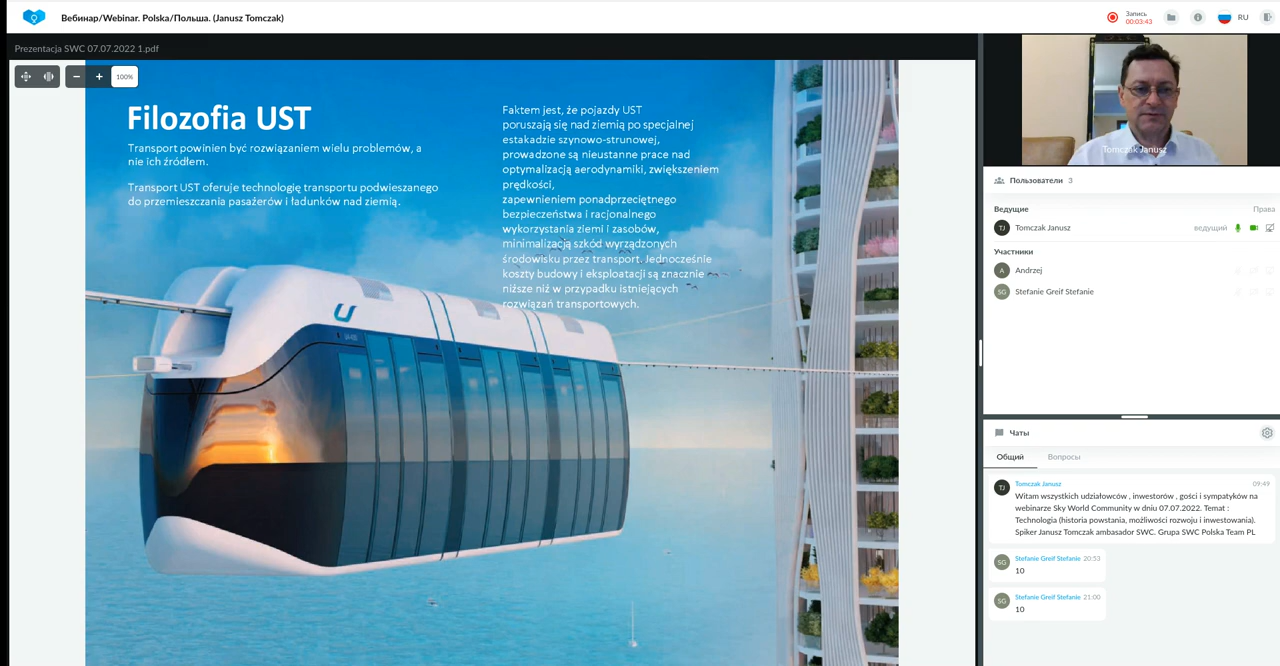 Вебинар/Webinar. Polska/Польша. (Janusz Tomczak)
Запись
00:03:43
RU
Prezentacja SWC 07.07.2022 1.pdf
100%
Filozofia UST
Transport powinien być rozwiązaniem wielu problemów, a
nie ich źródłem.
Transport UST oferuje technologię transportu podwieszanego
do przemieszczania pasażerów i ładunków nad ziemią.
Faktem jest, że pojazdy UST
poruszają się nad ziemią po specjalnej
estakadzie szynowo-strunowej,
prowadzone są nieustanne prace nad
optymalizacją aerodynamiki, zwiększeniem
prędkości,
zapewnieniem ponadprzeciętnego
bezpieczeństwa i racjonalnego
wykorzystania ziemi i zasobów,
minimalizacją szkód wyrządzonych
środowisku przez transport. Jednocześnie
koszty budowy i eksploatacji są znacznie
niższe niż w przypadku istniejących
rozwiązań transportowych.
Tomczak Janusz
Пользователи 3
Ведущие Права
TJ Tomczak Janusz ведущий
Участники
A Andrzej
SG Stefanie Greif Stefanie
Чаты
Общий Вопросы
TJ Tomczak Janusz 09:49
Witam wszystkich udziałowców , inwestorów , gości i sympatyków na
webinarze Sky World Community w dniu 07.07.2022. Temat :
Technologia (historia powstania, możliwości rozwoju i inwestowania).
Spiker Janusz Tomczak ambasador SWC. Grupa SWC Polska Team PL
SG Stefanie Greif Stefanie 20:53
10
SG Stefanie Greif Stefanie 21:00
10